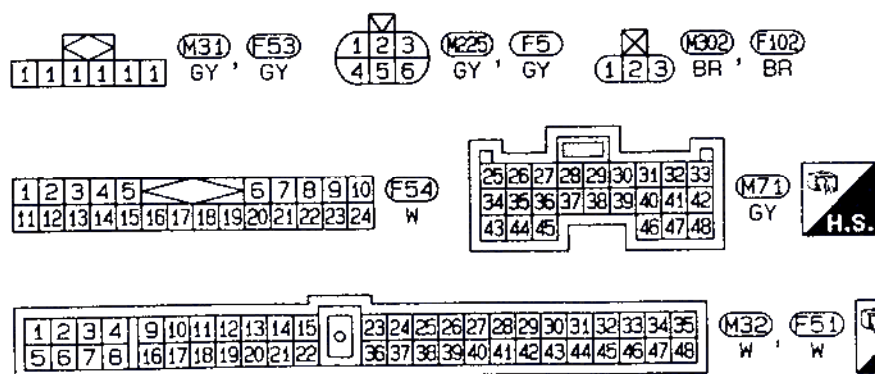 M31 , F53
GY GY
1 1 1 1 1 1
1 2 3
4 5 6
M225 , F5
GY GY
1 2 3
M302 , F102
BR BR
1 2 3 4 5 6 7 8 9 10
11 12 13 14 15 16 17 18 19 20 21 22 23 24
F54
W
25 26 27 28 29 30 31 32 33
34 35 36 37 38 39 40 41 42
43 44 45 46 47 48
M71
GY
H.S.
1 2 3 4 9 10 11 12 13 14 15 23 24 25 26 27 28 29 30 31 32 33 34 35
5 6 7 8 16 17 18 19 20 21 22 36 37 38 39 40 41 42 43 44 45 46 47 48
M32 , F51
W W